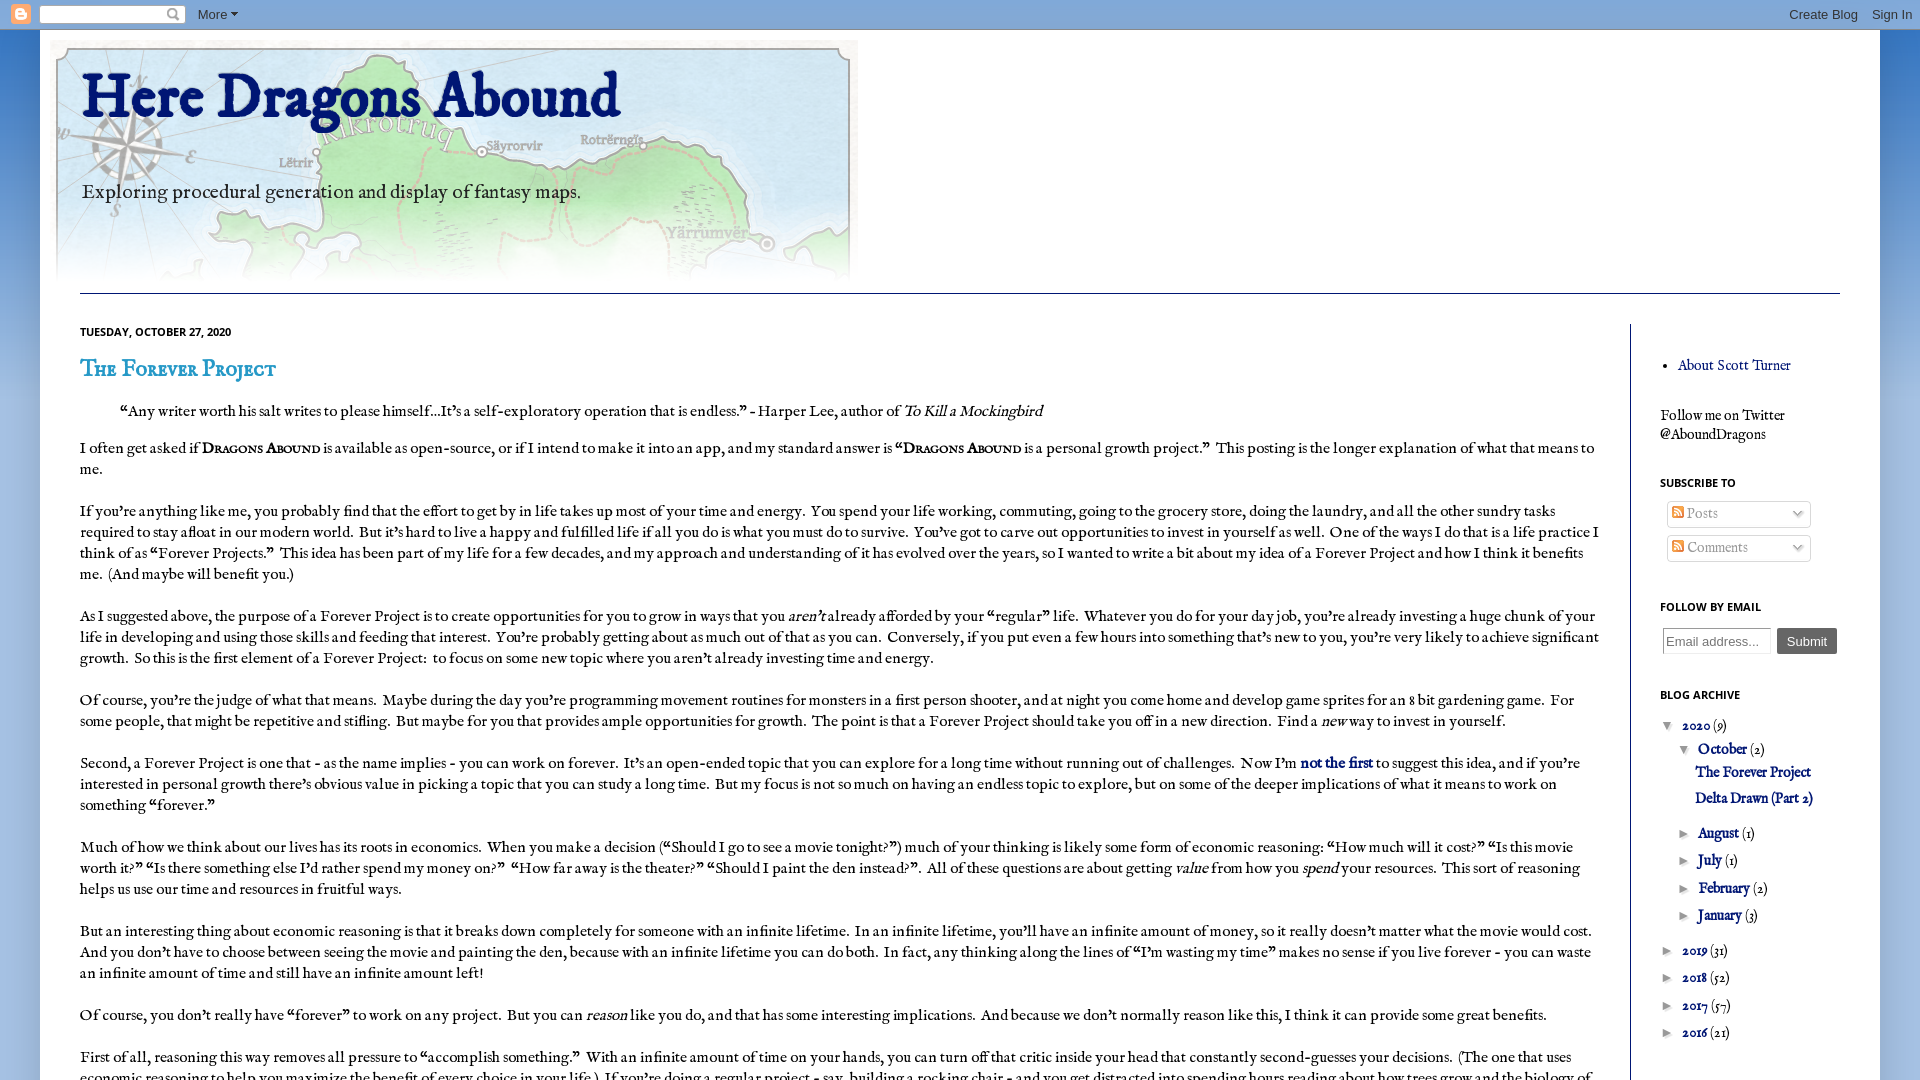 More
Create Blog
Sign In
Here Dragons Abound
N
W
E
S
Kikrotruq
Lëtrir
Säyrorvir
Rotrërngïs
Yärrumvër
Exploring procedural generation and display of fantasy maps.
TUESDAY, OCTOBER 27, 2020
The Forever Project
“Any writer worth his salt writes to please himself...It’s a self-exploratory operation that is endless.” - Harper Lee, author of To Kill a Mockingbird
I often get asked if Dragons Abound is available as open-source, or if I intend to make it into an app, and my standard answer is “Dragons Abound is a personal growth project.” This posting is the longer explanation of what that means to
me.
If you’re anything like me, you probably find that the effort to get by in life takes up most of your time and energy. You spend your life working, commuting, going to the grocery store, doing the laundry, and all the other sundry tasks
required to stay afloat in our modern world. But it’s hard to live a happy and fulfilled life if all you do is what you must do to survive. You’ve got to carve out opportunities to invest in yourself as well. One of the ways I do that is a life practice I
think of as “Forever Projects.” This idea has been part of my life for a few decades, and my approach and understanding of it has evolved over the years, so I wanted to write a bit about my idea of a Forever Project and how I think it benefits
me. (And maybe will benefit you.)
As I suggested above, the purpose of a Forever Project is to create opportunities for you to grow in ways that you aren’t already afforded by your “regular” life. Whatever you do for your day job, you’re already investing a huge chunk of your
life in developing and using those skills and feeding that interest. You’re probably getting about as much out of that as you can. Conversely, if you put even a few hours into something that’s new to you, you’re very likely to achieve significant
growth. So this is the first element of a Forever Project: to focus on some new topic where you aren’t already investing time and energy.
Of course, you’re the judge of what that means. Maybe during the day you’re programming movement routines for monsters in a first person shooter, and at night you come home and develop game sprites for an 8 bit gardening game. For
some people, that might be repetitive and stifling. But maybe for you that provides ample opportunities for growth. The point is that a Forever Project should take you off in a new direction. Find a new way to invest in yourself.
Second, a Forever Project is one that - as the name implies - you can work on forever. It’s an open-ended topic that you can explore for a long time without running out of challenges. Now I’m not the first to suggest this idea, and if you’re
interested in personal growth there’s obvious value in picking a topic that you can study a long time. But my focus is not so much on having an endless topic to explore, but on some of the deeper implications of what it means to work on
something “forever.”
Much of how we think about our lives has its roots in economics. When you make a decision (“Should I go to see a movie tonight?”) much of your thinking is likely some form of economic reasoning: “How much will it cost?” “Is this movie
worth it?” “Is there something else I’d rather spend my money on?” “How far away is the theater?” “Should I paint the den instead?”. All of these questions are about getting value from how you spend your resources. This sort of reasoning
helps us use our time and resources in fruitful ways.
But an interesting thing about economic reasoning is that it breaks down completely for someone with an infinite lifetime. In an infinite lifetime, you’ll have an infinite amount of money, so it really doesn’t matter what the movie would cost.
And you don’t have to choose between seeing the movie and painting the den, because with an infinite lifetime you can do both. In fact, any thinking along the lines of “I’m wasting my time” makes no sense if you live forever - you can waste
an infinite amount of time and still have an infinite amount left!
Of course, you don’t really have “forever” to work on any project. But you can reason like you do, and that has some interesting implications. And because we don’t normally reason like this, I think it can provide some great benefits.
First of all, reasoning this way removes all pressure to “accomplish something.” With an infinite amount of time on your hands, you can turn off that critic inside your head that constantly second-guesses your decisions. (The one that uses
economic reasoning to help you maximize the benefit of every choice in your life.) If you’re doing a regular project - say, building a rocking chair - and you get distracted into spending hours reading about how trees grow and the biology of
About Scott Turner
Follow me on Twitter
@AboundDragons
SUBSCRIBE TO
Posts
Comments
FOLLOW BY EMAIL
Email address...
Submit
BLOG ARCHIVE
▼ 2020 (9)
▼ October (2)
The Forever Project
Delta Drawn (Part 2)
► August (1)
► July (1)
► February (2)
► January (3)
► 2019 (31)
► 2018 (52)
► 2017 (57)
► 2016 (21)